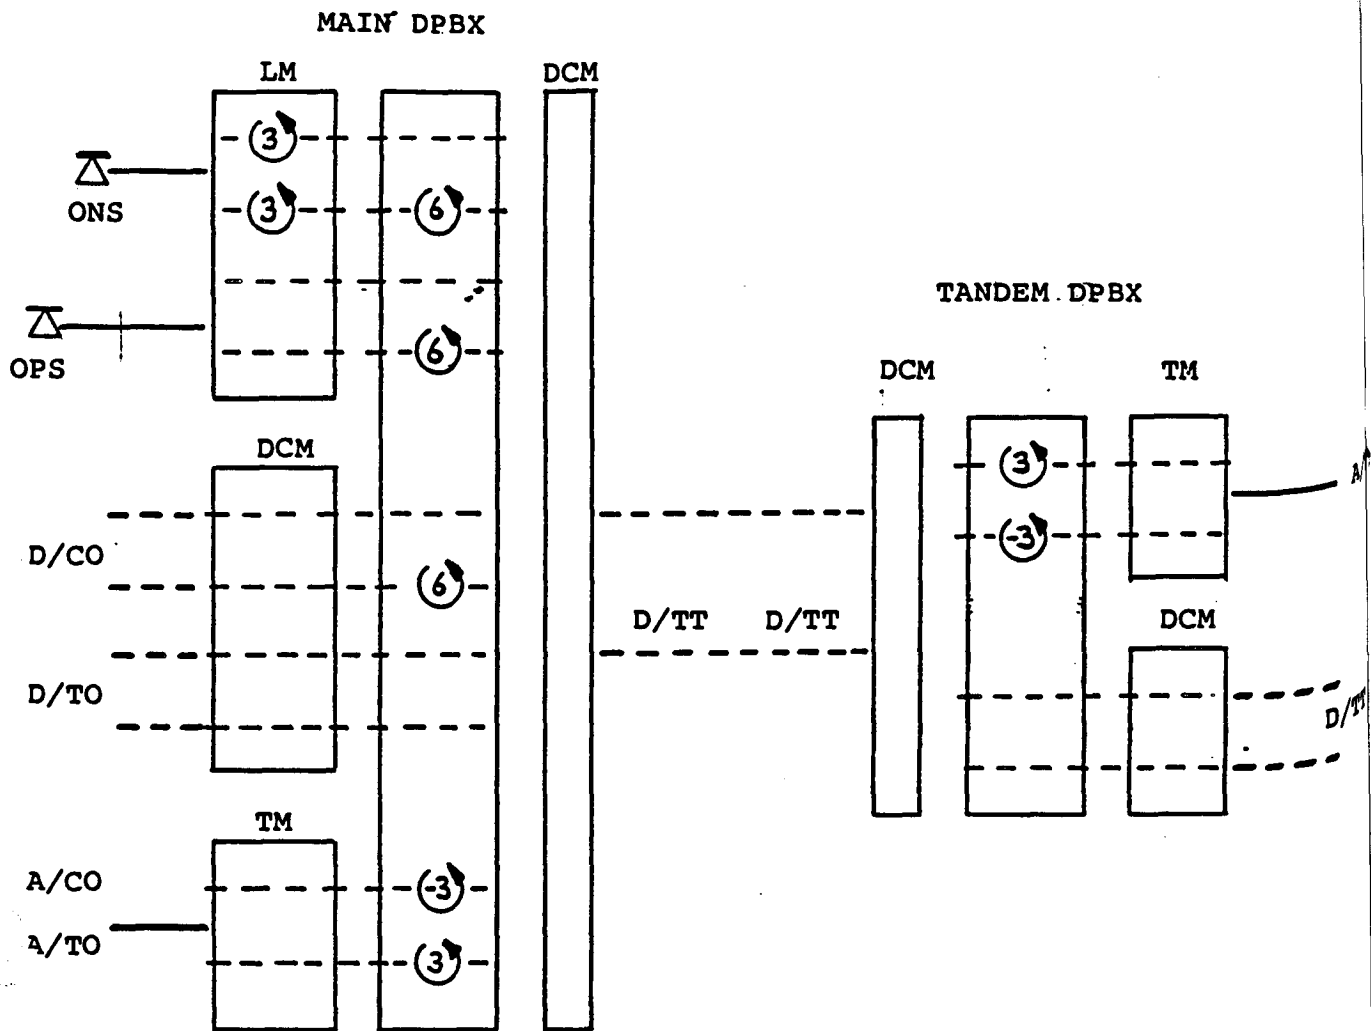 MAIN DPBX
LM
DCM
3
ONS
3
6
TANDEM DPBX
6
OPS
DCM
TM
DCM
3
A/
-3
D/CO
6
D/TT D/TT
DCM
D/TO
D/TT
TM
A/CO
-3
A/TO
3